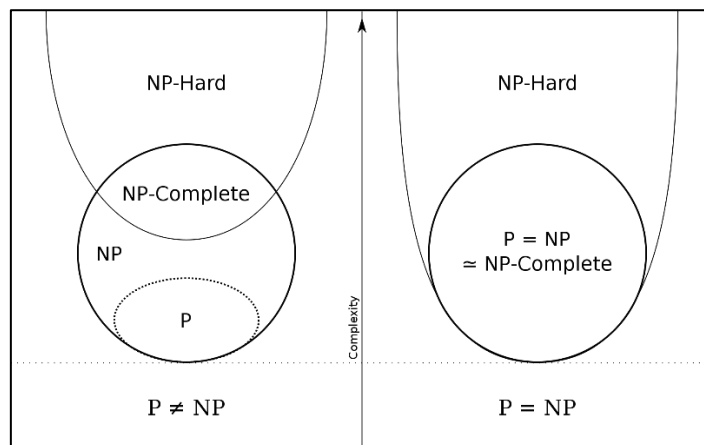 NP-Hard
NP-Complete
NP
P
P ≠ NP
Complexity
NP-Hard
P = NP
≃ NP-Complete
P = NP